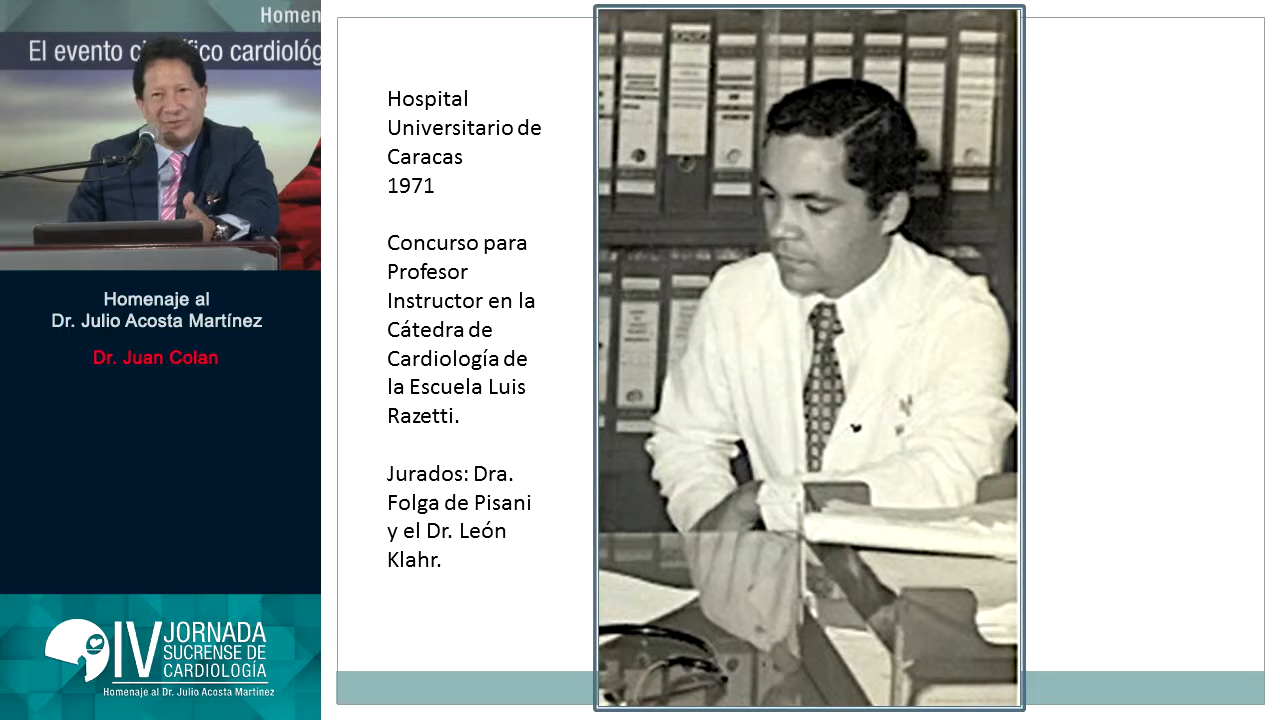 Homen
El evento científico cardiológ
Homenaje al
Dr. Julio Acosta Martínez
Dr. Juan Colan
IV JORNADA
SUCRENSE DE
CARDIOLOGÍA
Homenaje al Dr. Julio Acosta Martínez
Hospital
Universitario de
Caracas
1971
Concurso para
Profesor
Instructor en la
Cátedra de
Cardiología de
la Escuela Luis
Razetti.
Jurados: Dra.
Folga de Pisani
y el Dr. León
Klahr.